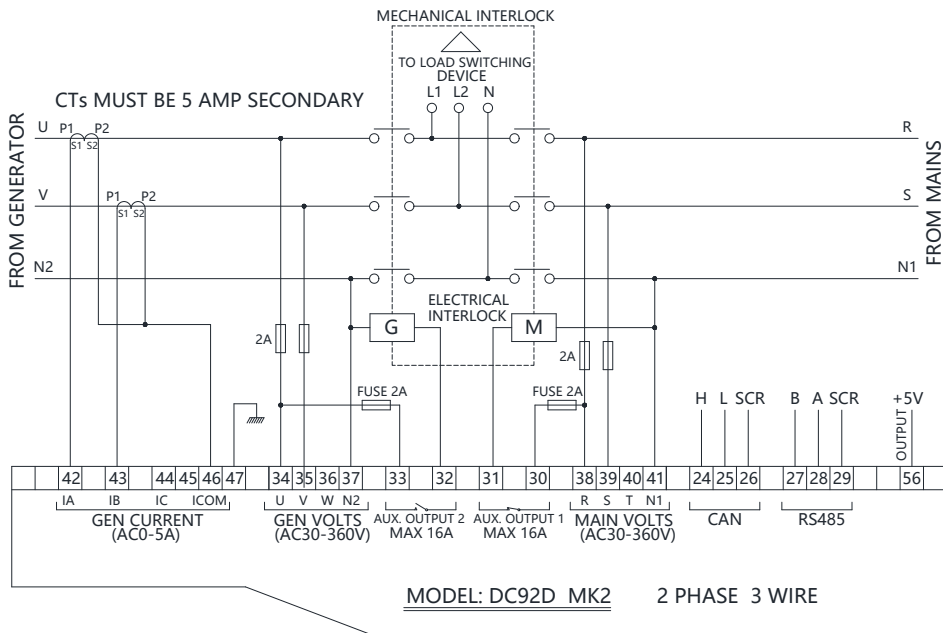 MECHANICAL INTERLOCK
TO LOAD SWITCHING
DEVICE
L1 L2 N
CTs MUST BE 5 AMP SECONDARY
FROM GENERATOR
U P1 P2
S1 S2
R
V P1 P2
S1 S2
S
N2
N1
FROM MAINS
ELECTRICAL
INTERLOCK
G
M
2A
2A
FUSE 2A
FUSE 2A
H L SCR
B A SCR
+5V
OUTPUT
42 43 44 45 46 47 34 35 36 37 33 32 31 30 38 39 40 41 24 25 26 27 28 29 56
IA IB IC ICOM
GEN CURRENT
(AC0-5A)
U V W N2
GEN VOLTS
(AC30-360V)
AUX. OUTPUT 2
MAX 16A
AUX. OUTPUT 1
MAX 16A
R S T N1
MAIN VOLTS
(AC30-360V)
CAN
RS485
MODEL: DC92D MK2 2 PHASE 3 WIRE